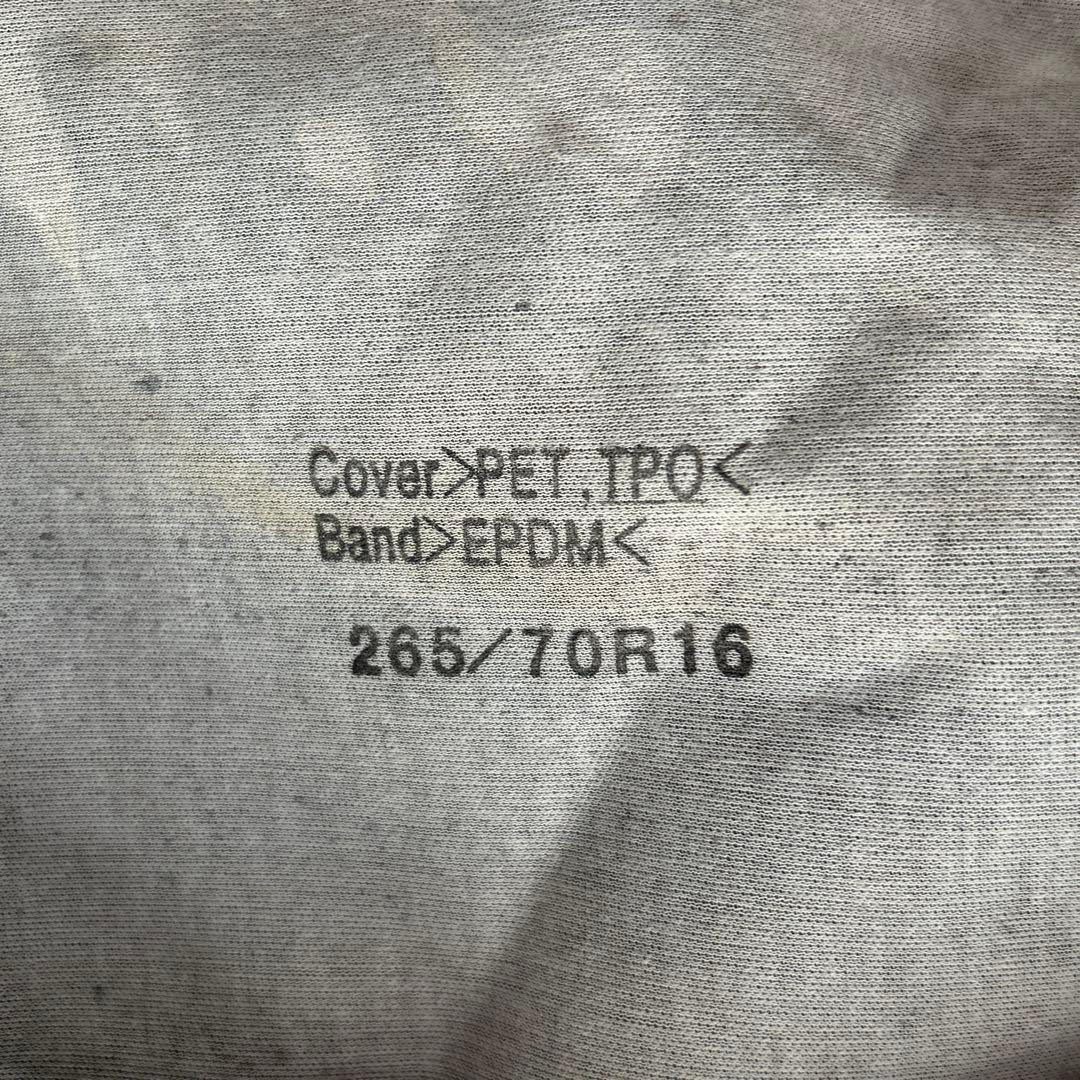 Cover>PET,TPO<
Band>EPDM<
265/70R16